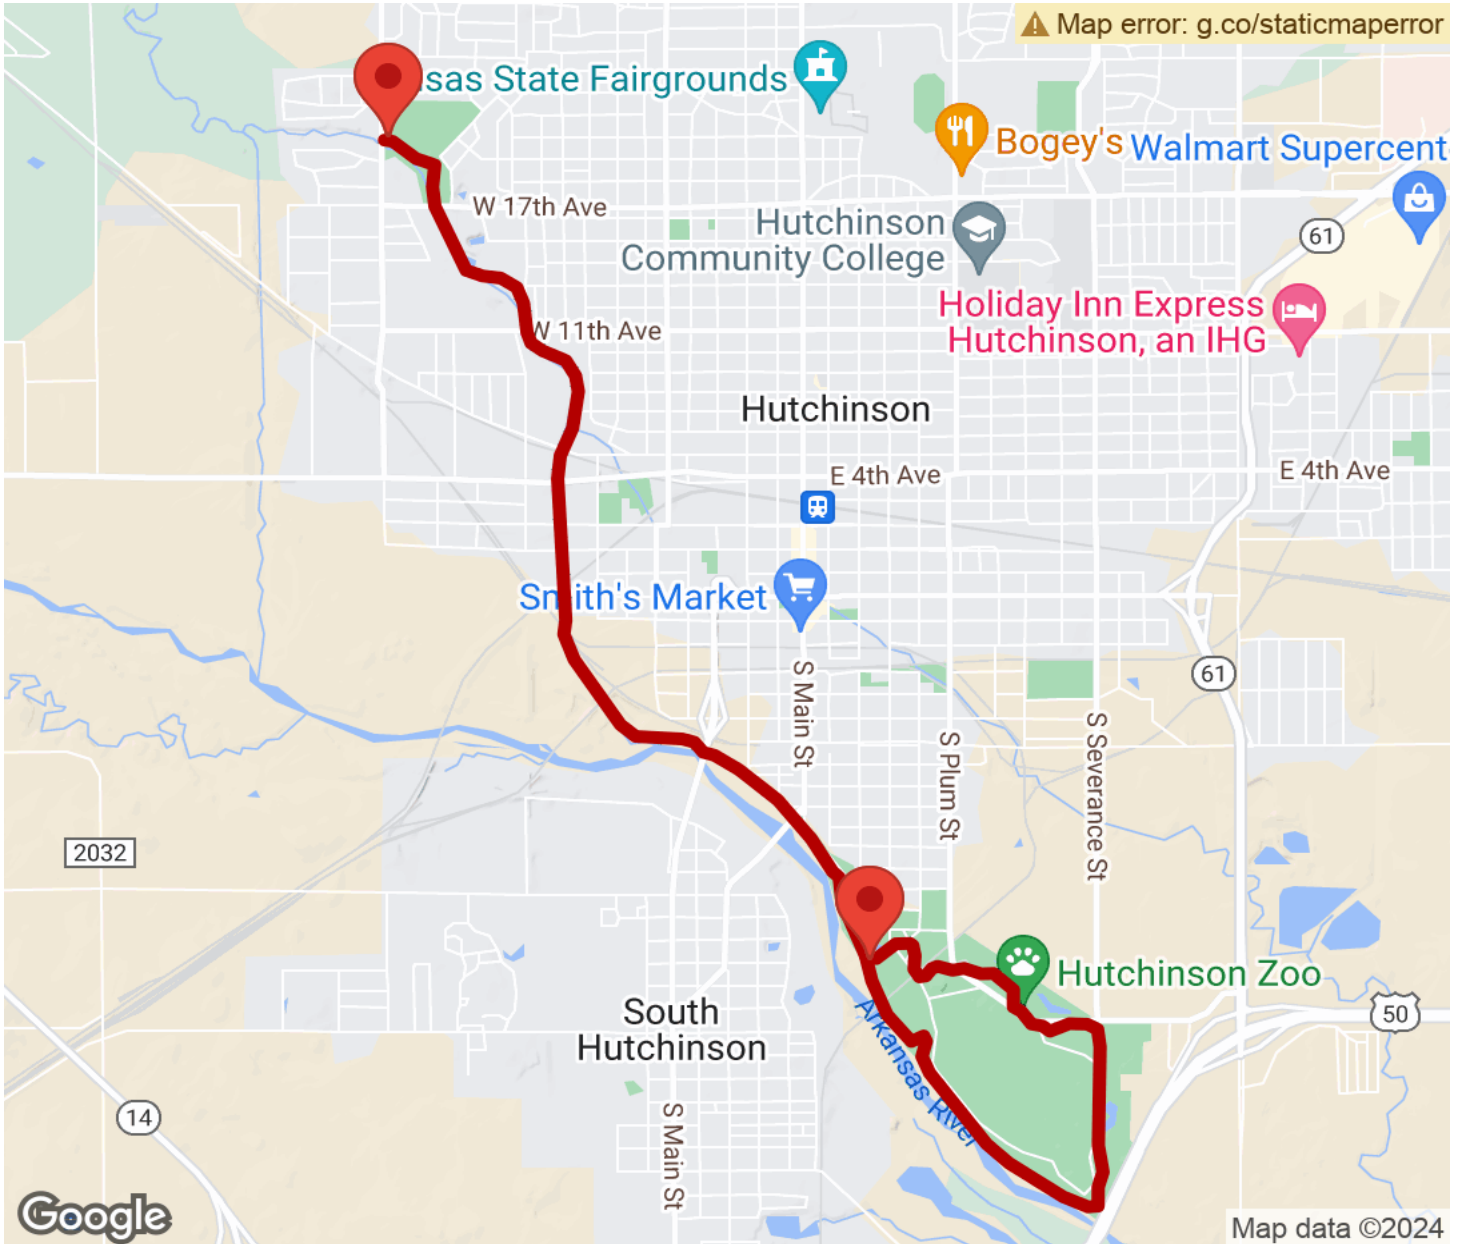 Map error: g.co/staticmaperror
sas State Fairgrounds
Bogey's
Walmart Supercent
W 17th Ave
Hutchinson
Community College
61
Holiday Inn Express
Hutchinson, an IHG
W 11th Ave
Hutchinson
E 4th Ave
E 4th Ave
Smith's Market
S Main St
61
S Plum St
S Severance St
2032
Hutchinson Zoo
South
Hutchinson
Arkansas River
50
14
S Main St
Google
Map data ©2024